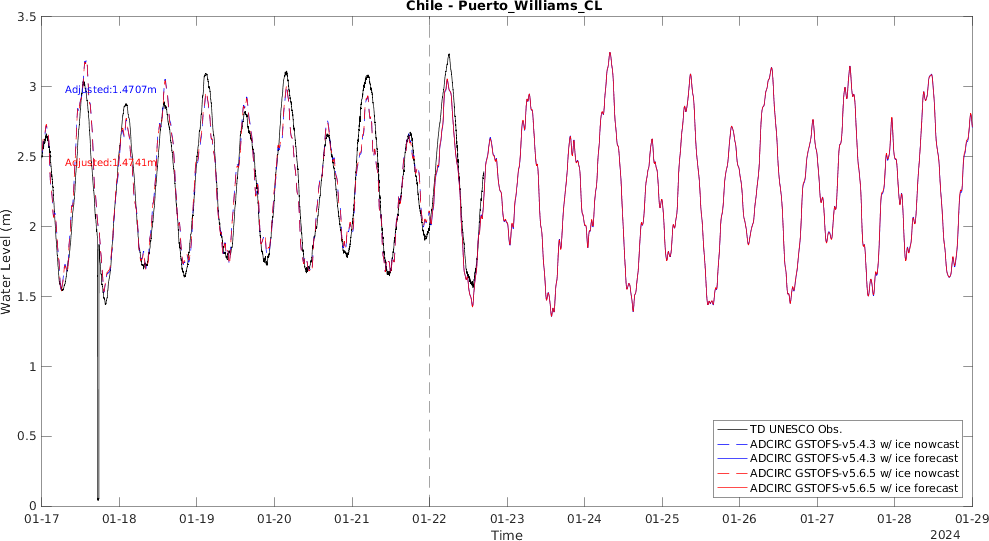 Chile - Puerto_Williams_CL
3.5
3
2.5
2
1.5
1
0.5
0
Water Level (m)
Adjusted:1.4707m
Adjusted:1.4741m
TD UNESCO Obs.
ADCIRC GSTOFS-v5.4.3 w/ ice nowcast
ADCIRC GSTOFS-v5.4.3 w/ ice forecast
ADCIRC GSTOFS-v5.6.5 w/ ice nowcast
ADCIRC GSTOFS-v5.6.5 w/ ice forecast
01-17 01-18 01-19 01-20 01-21 01-22 01-23 01-24 01-25 01-26 01-27 01-28 01-29
Time
2024